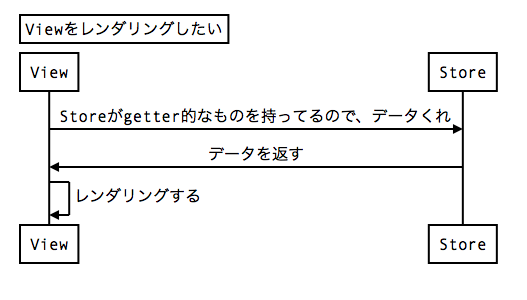 Viewをレンダリングしたい
View
Store
Storeがgetter的なものを持ってるので、データくれ
データを返す
レンダリングする
View
Store